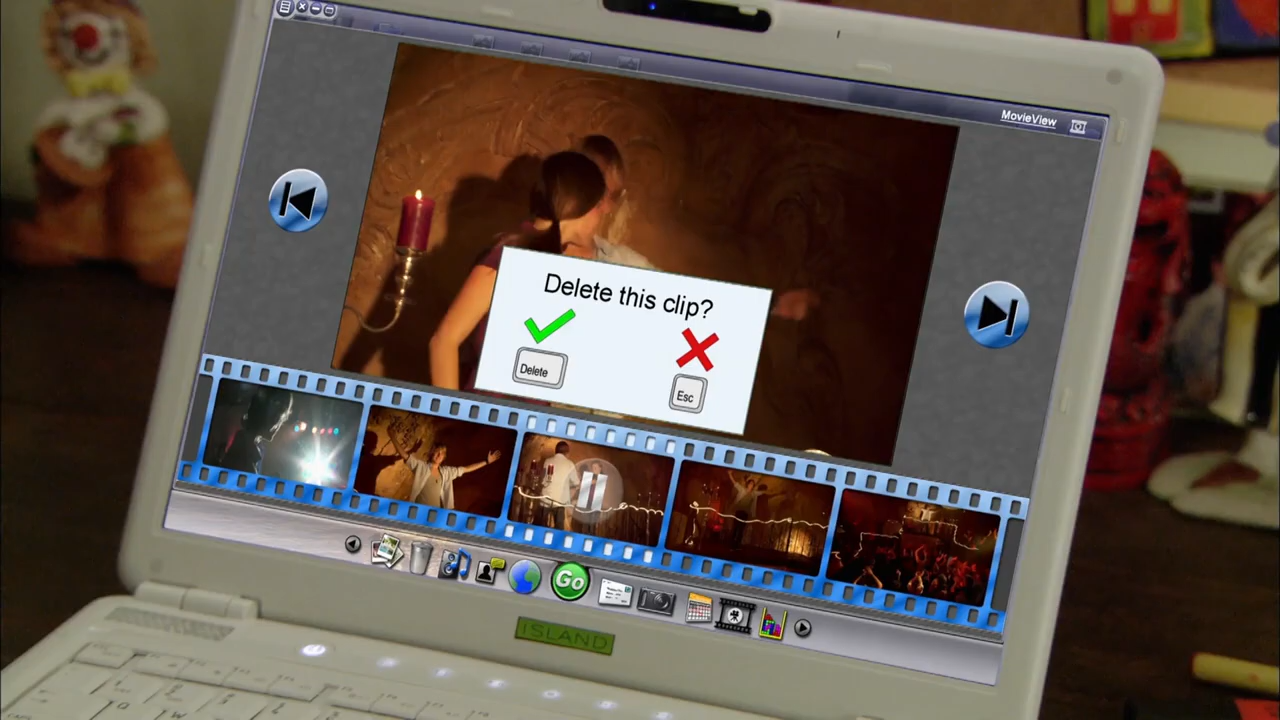 MovieView
Delete this clip?
Delete
Esc
Go
ISLAND